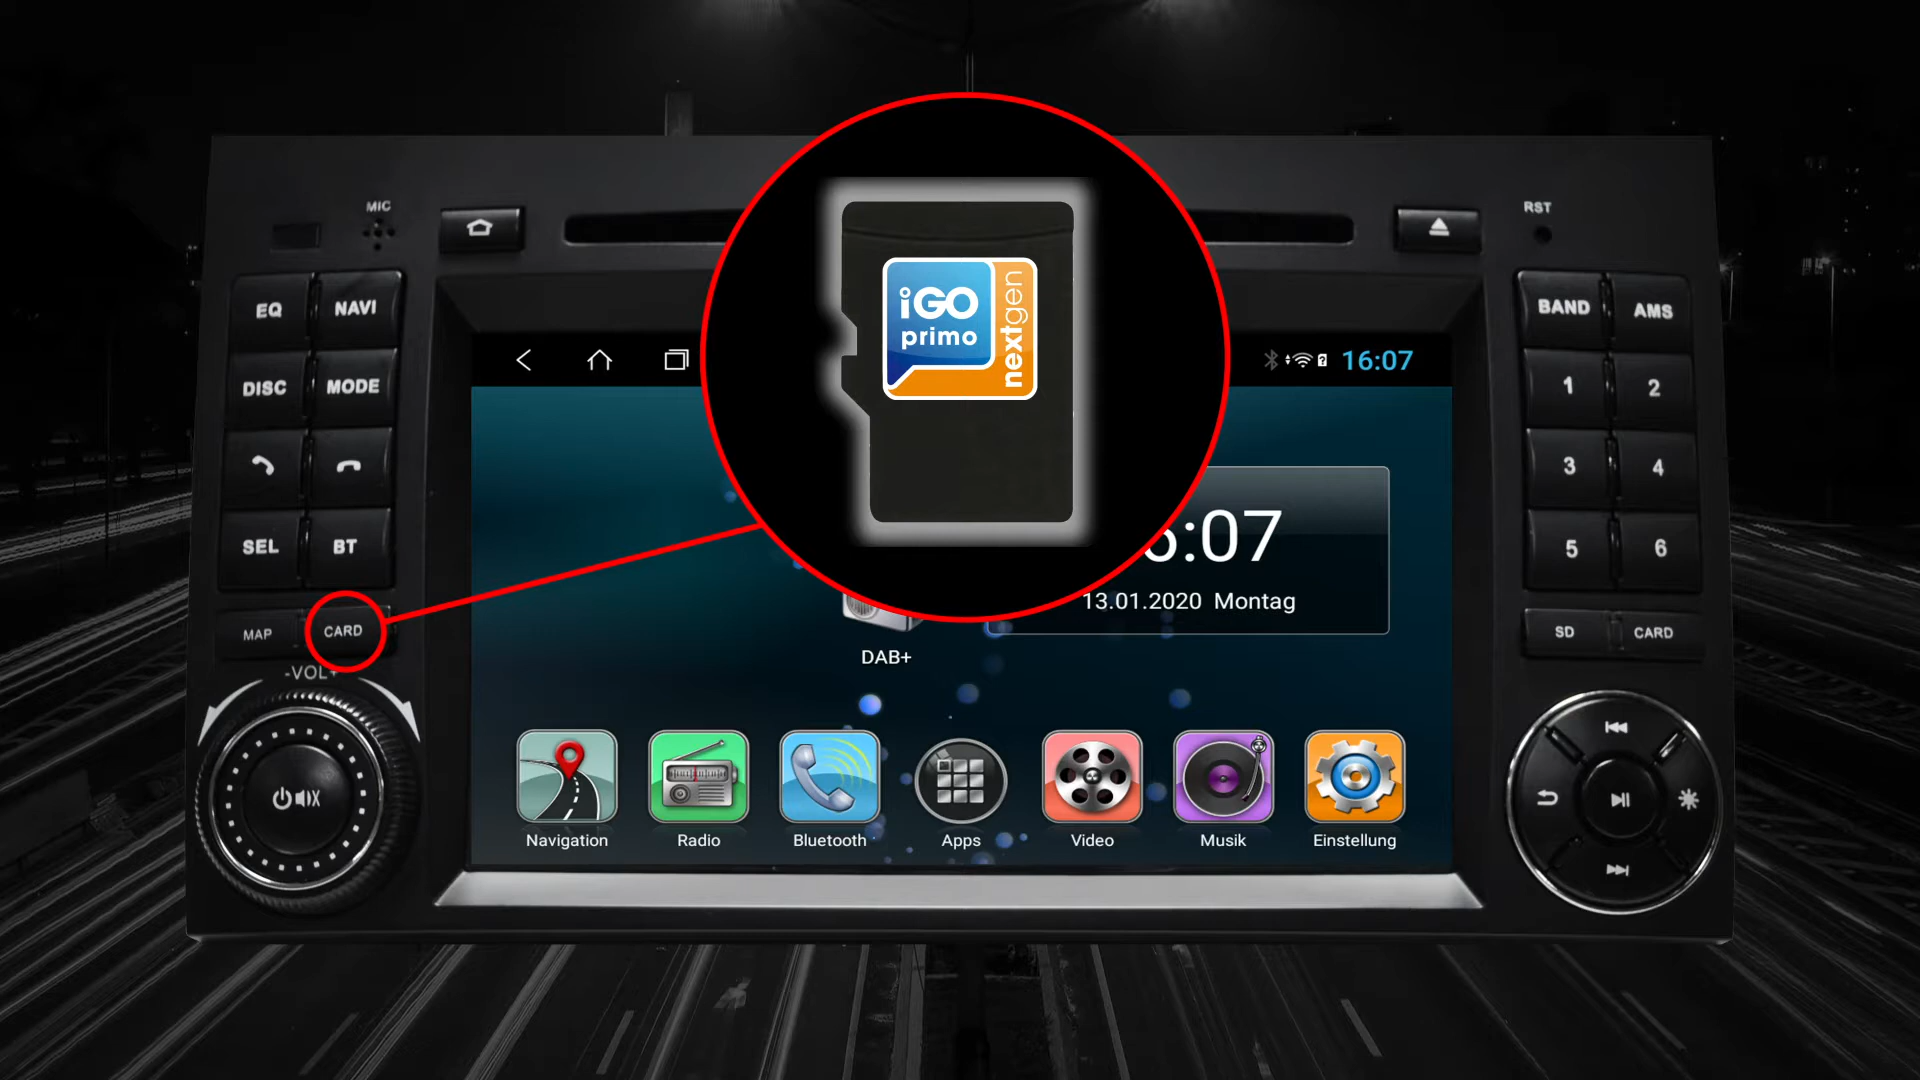 MIC
RST
EQ
NAVI
BAND
AMS
iGO
primo
nextgen
16:07
DISC
MODE
1
2
3
4
SEL
BT
5
6
:07
13.01.2020 Montag
MAP
CARD
SD
CARD
-VOL+
DAB+
Navigation
Radio
Bluetooth
Apps
Video
Musik
Einstellung